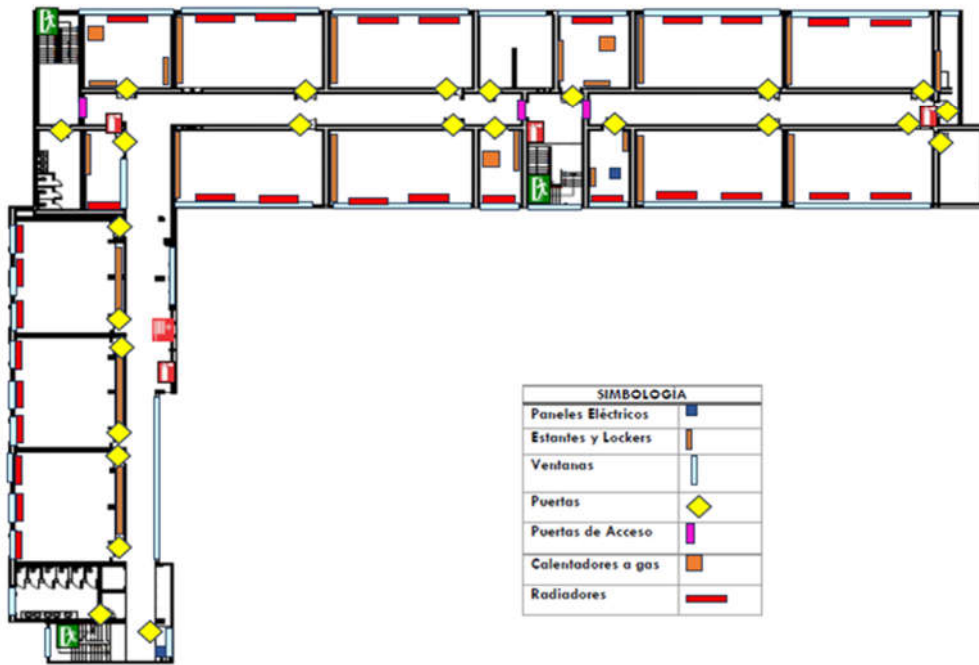 SIMBOLOGÍA
Paneles Eléctricos
Estantes y Lockers
Ventanas
Puertas
Puertas de Acceso
Calentadores a gas
Radiadores